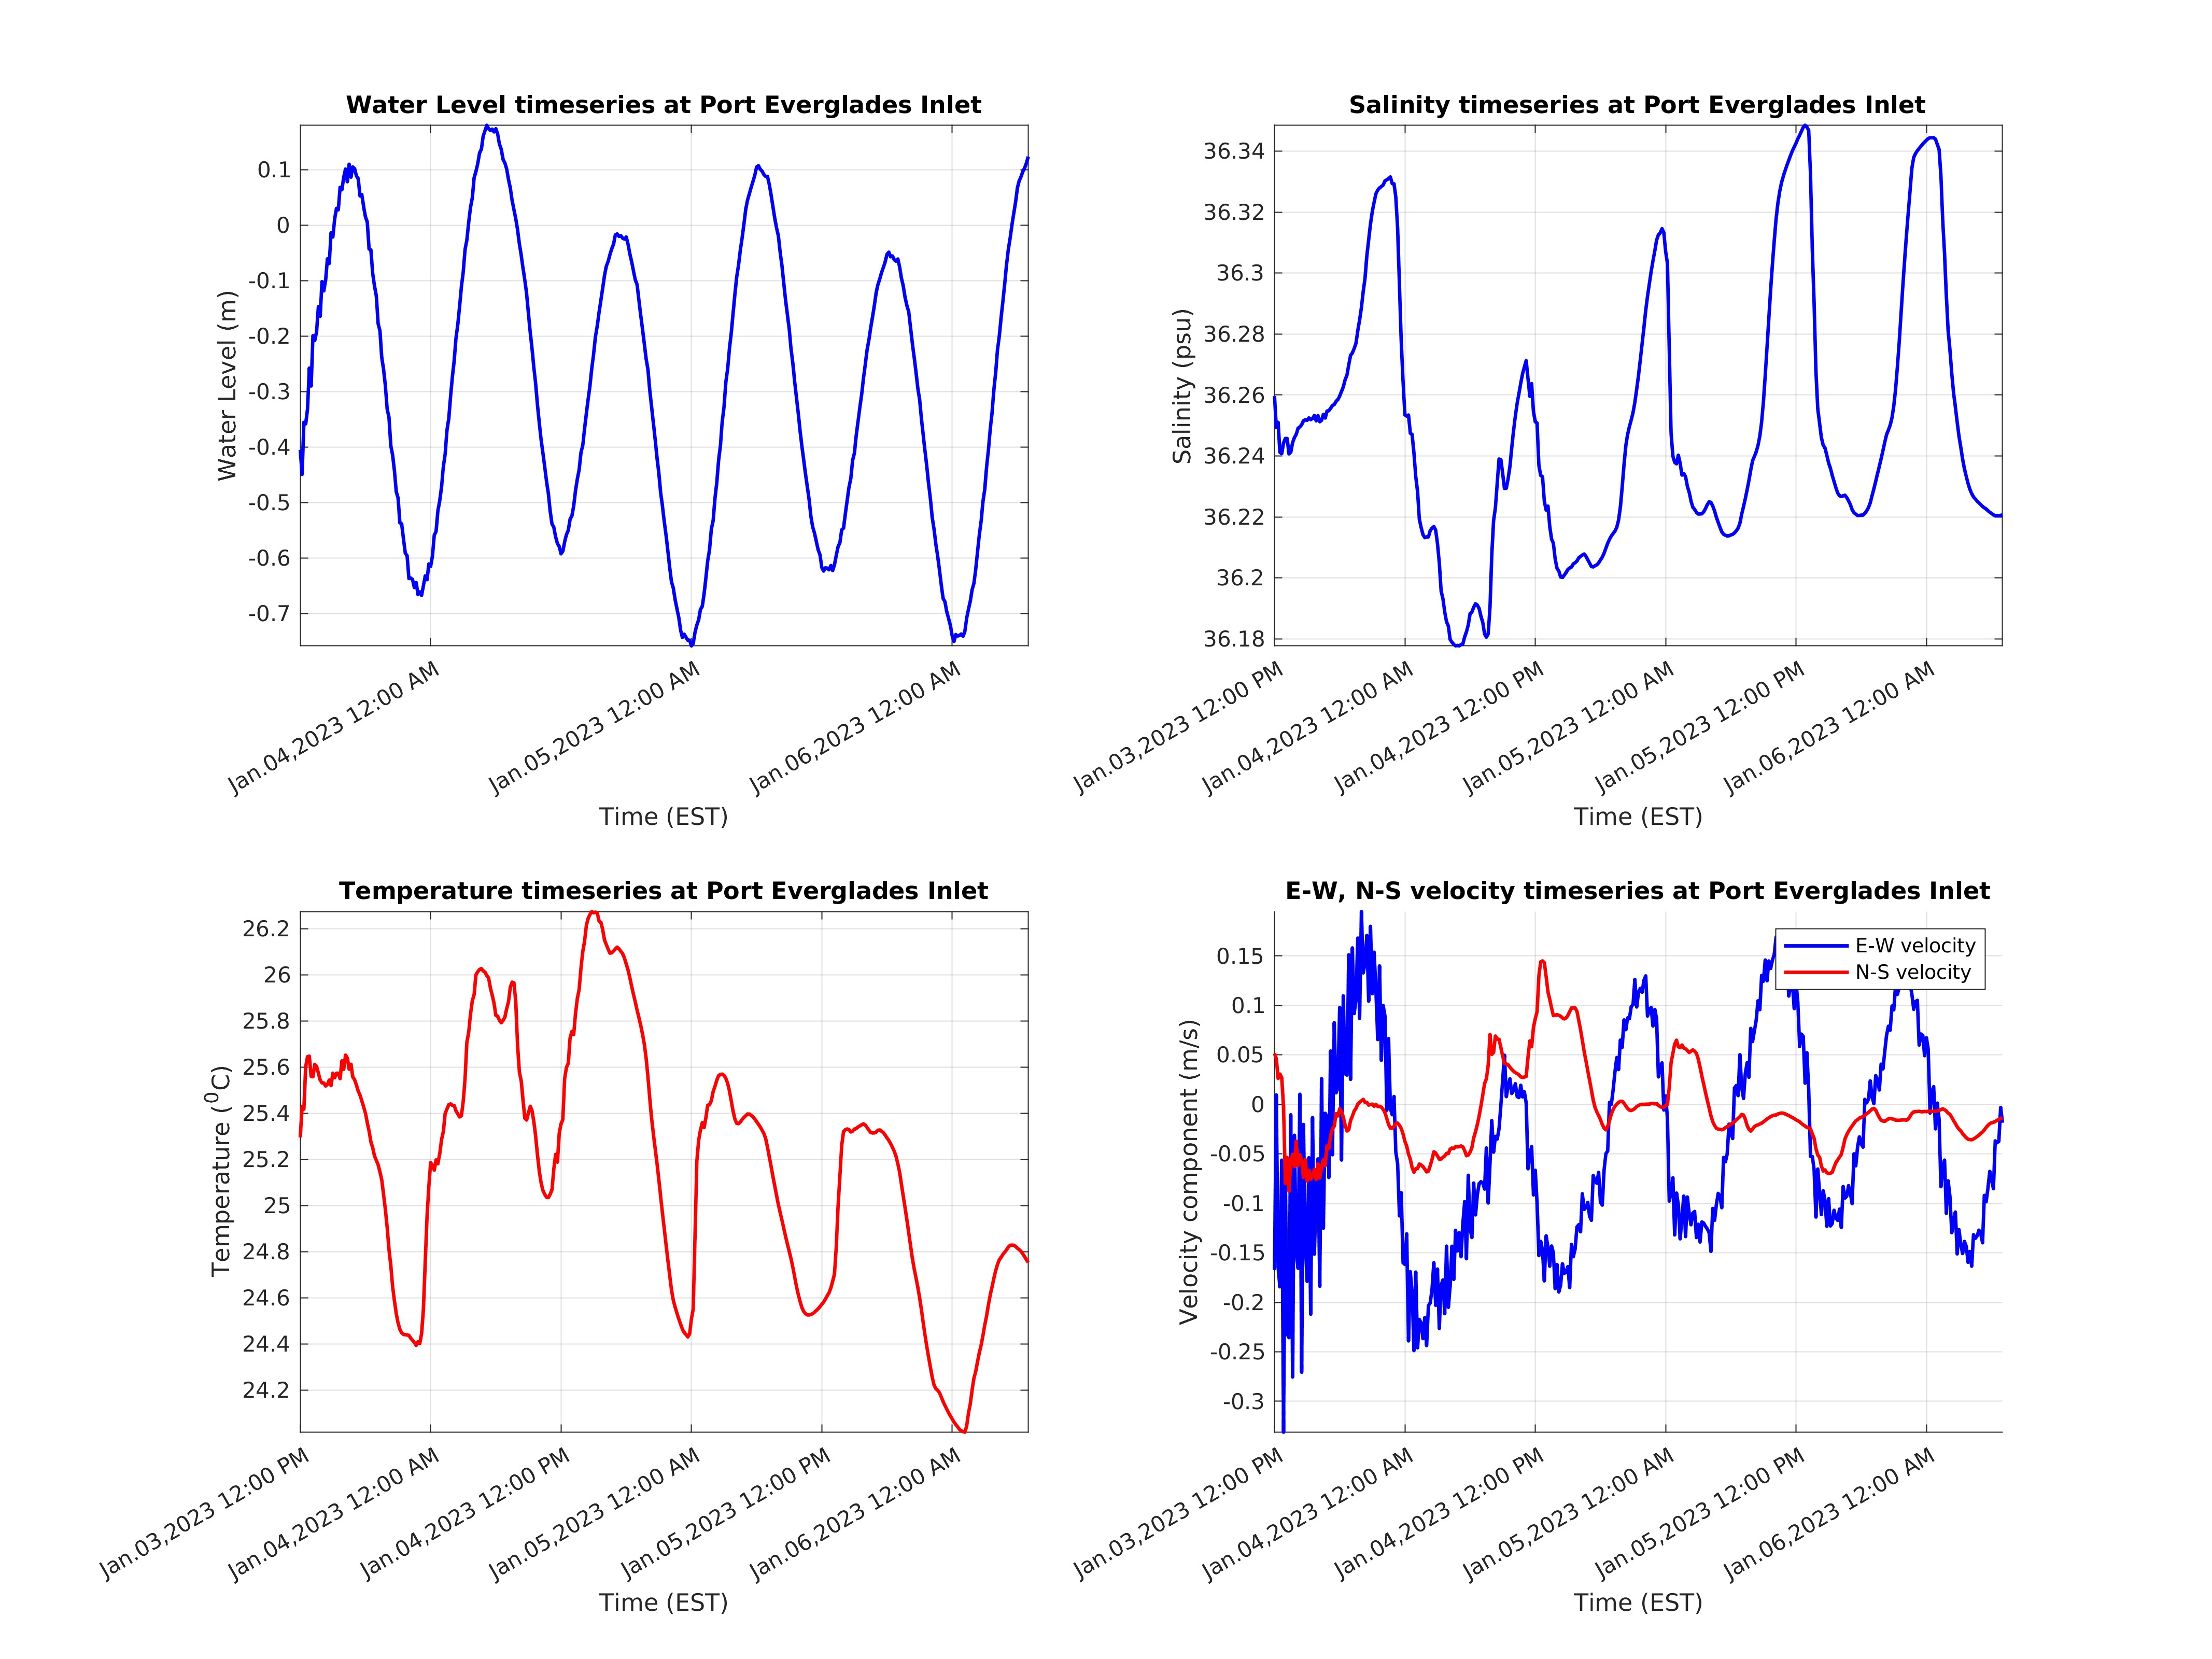 Water Level timeseries at Port Everglades Inlet
Water Level (m)
0.1
0
-0.1
-0.2
-0.3
-0.4
-0.5
-0.6
-0.7
Jan.04,2023 12:00 AM
Jan.05,2023 12:00 AM
Jan.06,2023 12:00 AM
Time (EST)
Salinity timeseries at Port Everglades Inlet
Salinity (psu)
36.34
36.32
36.3
36.28
36.26
36.24
36.22
36.2
36.18
Jan.03,2023 12:00 PM
Jan.04,2023 12:00 AM
Jan.04,2023 12:00 PM
Jan.05,2023 12:00 AM
Jan.05,2023 12:00 PM
Jan.06,2023 12:00 AM
Time (EST)
Temperature timeseries at Port Everglades Inlet
Temperature (⁰C)
26.2
26
25.8
25.6
25.4
25.2
25
24.8
24.6
24.4
24.2
Jan.03,2023 12:00 PM
Jan.04,2023 12:00 AM
Jan.04,2023 12:00 PM
Jan.05,2023 12:00 AM
Jan.05,2023 12:00 PM
Jan.06,2023 12:00 AM
Time (EST)
E-W, N-S velocity timeseries at Port Everglades Inlet
E-W velocity
N-S velocity
Velocity component (m/s)
0.15
0.1
0.05
0
-0.05
-0.1
-0.15
-0.2
-0.25
-0.3
Jan.03,2023 12:00 PM
Jan.04,2023 12:00 AM
Jan.04,2023 12:00 PM
Jan.05,2023 12:00 AM
Jan.05,2023 12:00 PM
Jan.06,2023 12:00 AM
Time (EST)